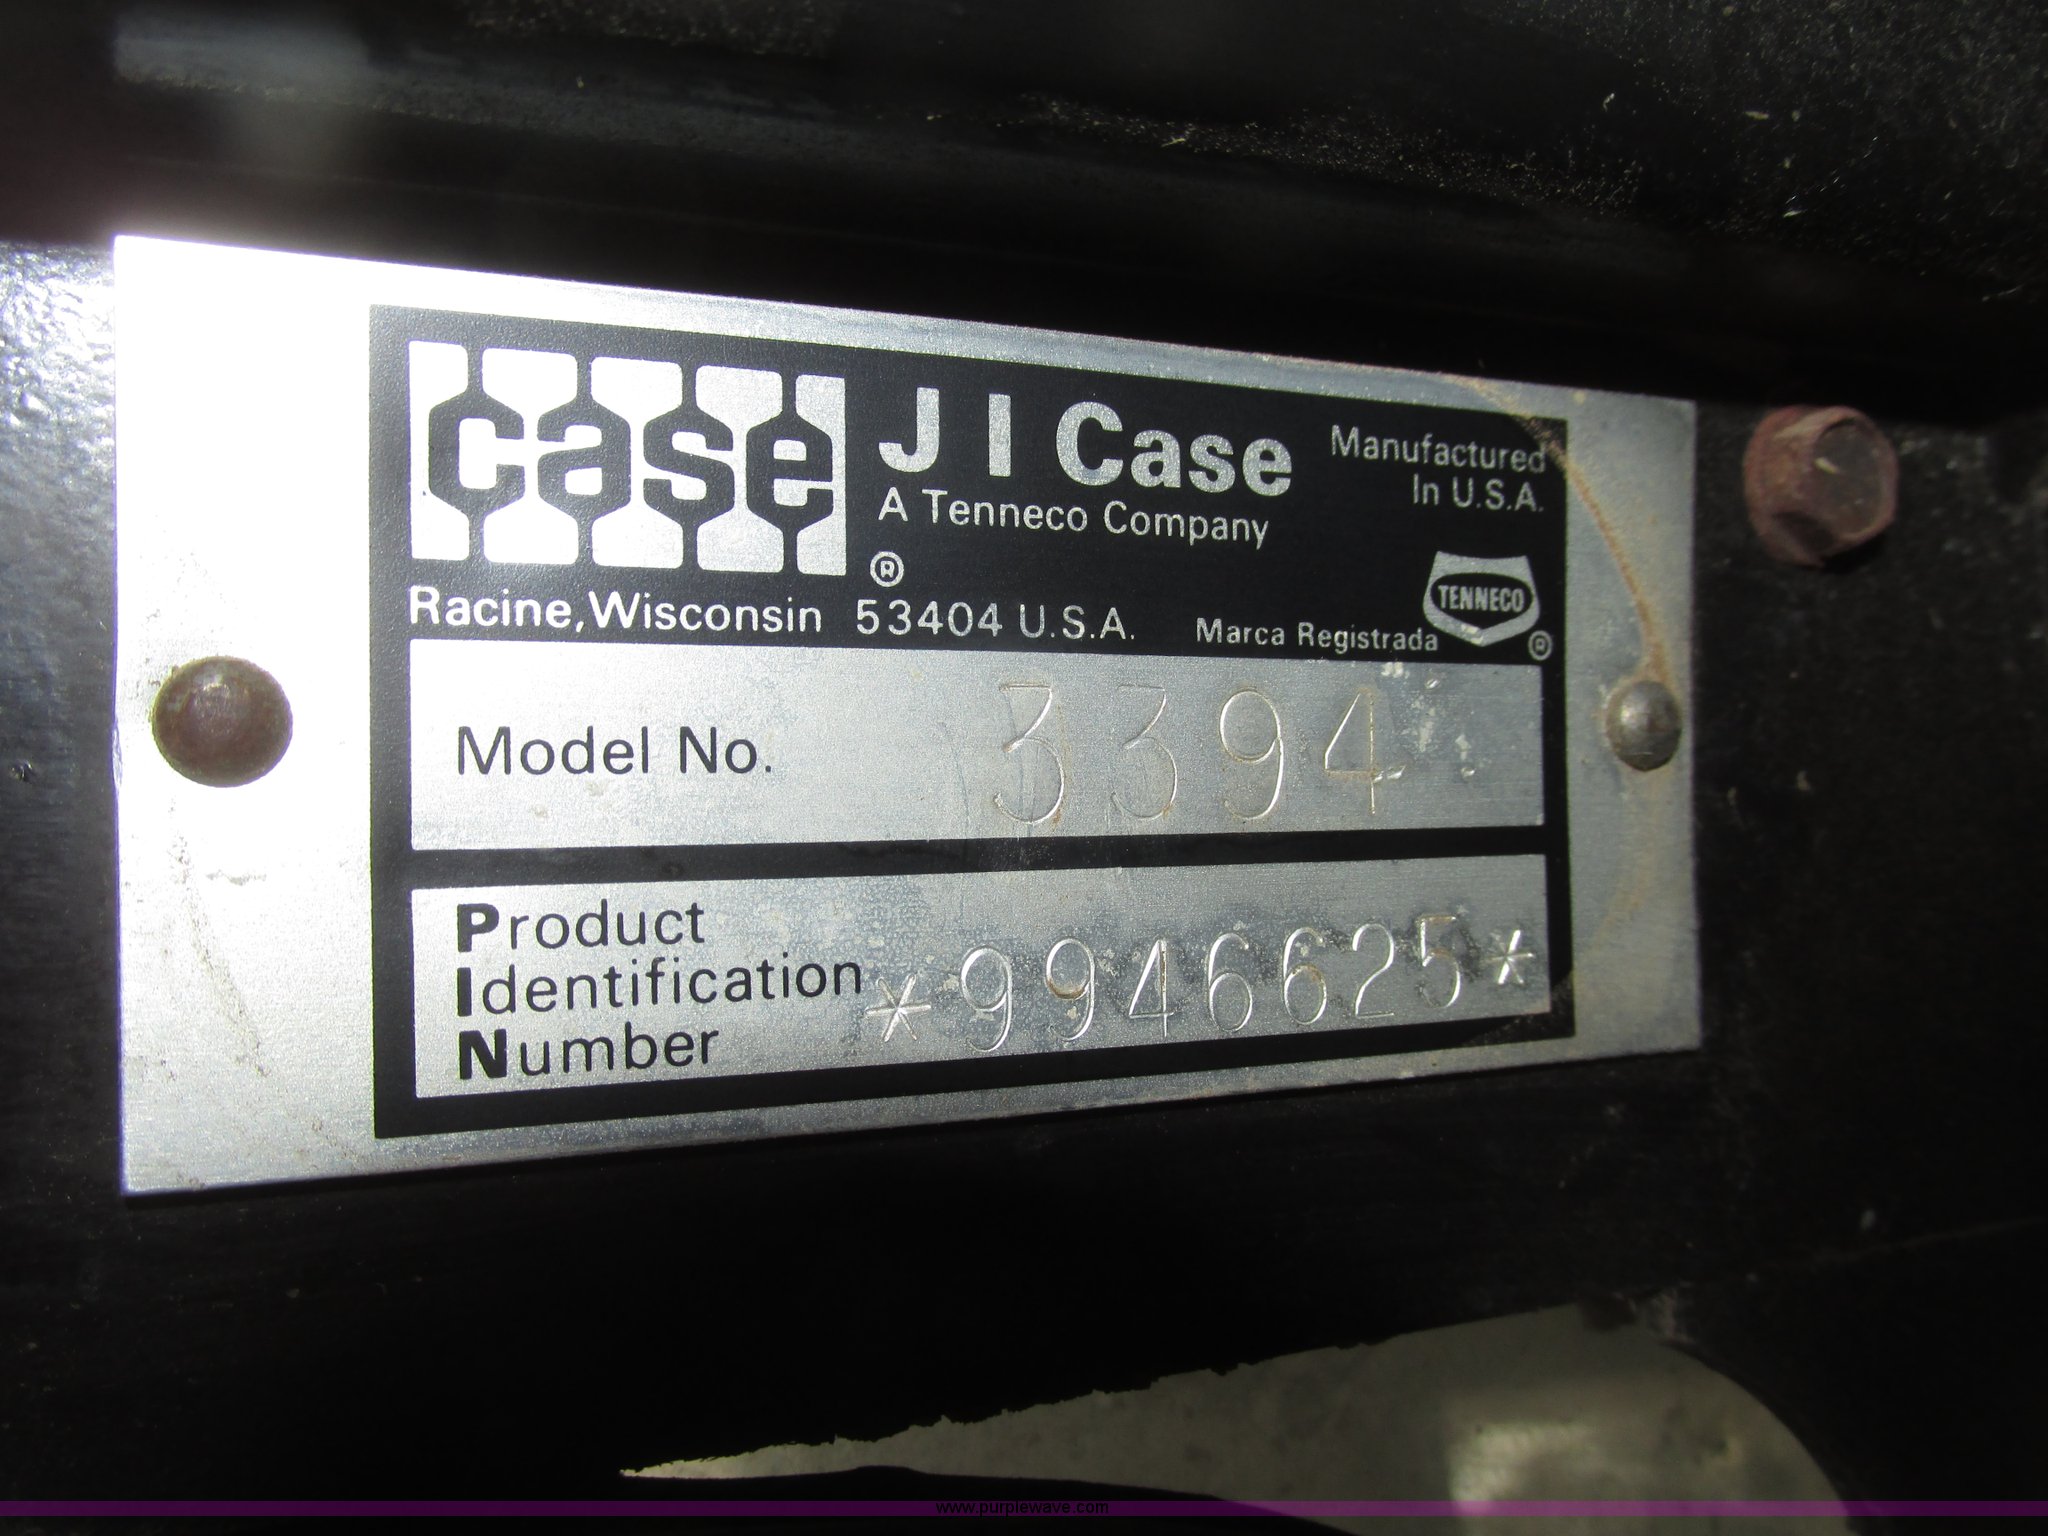 case
J I Case
A Tenneco Company
®
Manufactured
In U.S.A.
Racine, Wisconsin 53404 U.S.A.
Marca Registrada
TENNECO
®
Model No. 3394
Product
Identification
Number
*9946625*
www.purplewave.com